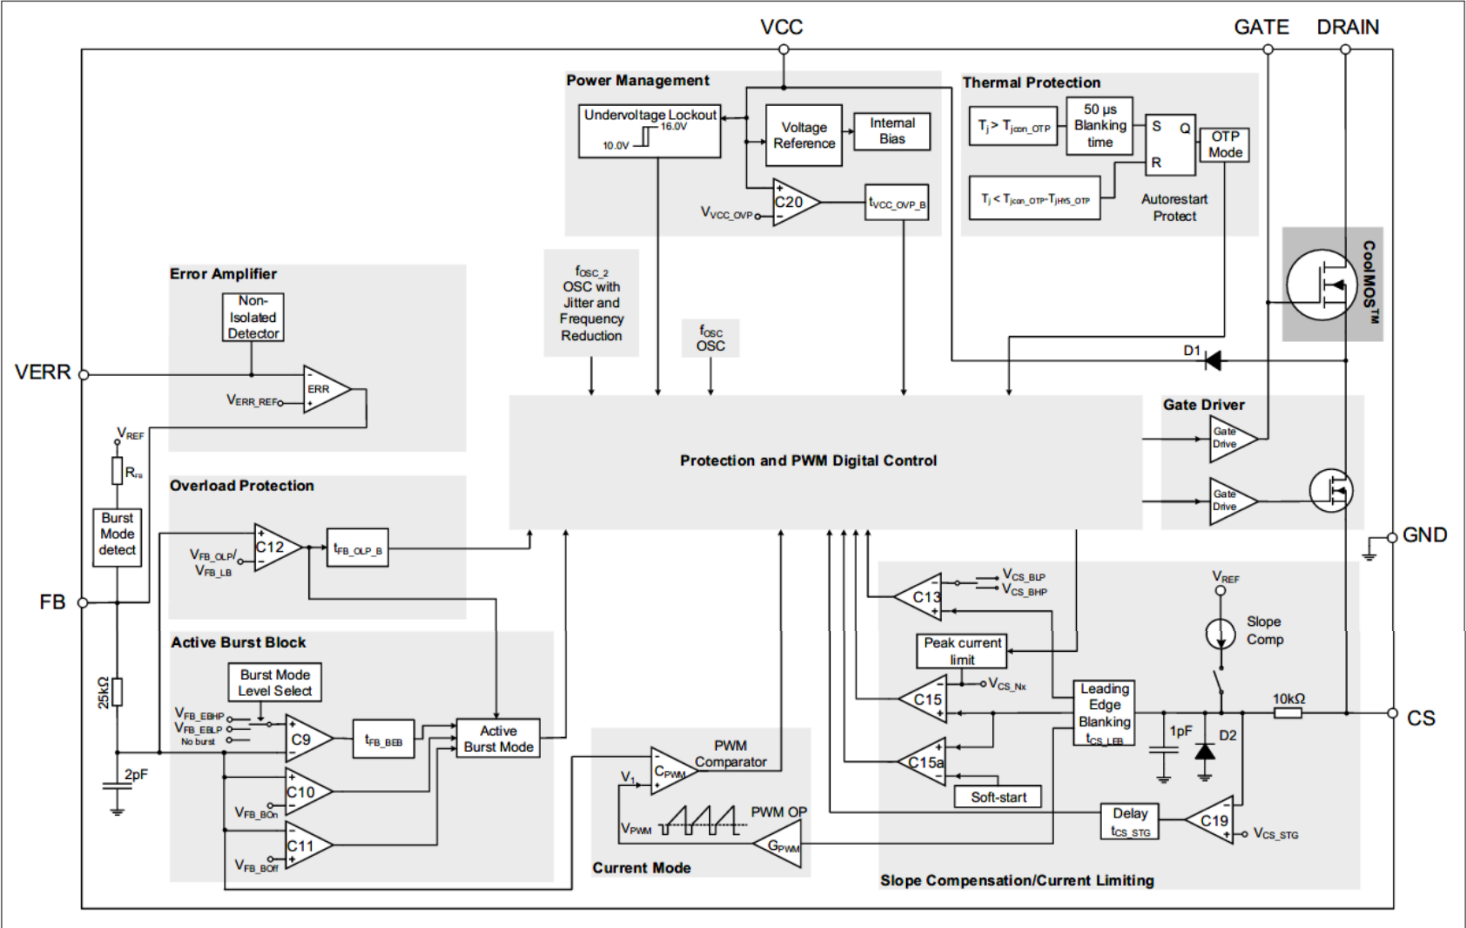 VCC
GATE
DRAIN
Power Management
Undervoltage Lockout
16.0V
10.0V
Voltage
Reference
Internal
Bias
C20
+
−
VVCC_OVP
tVCC_OVP_B
Thermal Protection
Tj > Tjcon_OTP
50 µs
Blanking
time
S
Q
R
OTP
Mode
Tj < Tjcon_OTP-TjHYS_OTP
Autorestart
Protect
CoolMOS™
Error Amplifier
Non-
Isolated
Detector
VERR
−
ERR
+
VERR_REF
fOSC_2
OSC with
Jitter and
Frequency
Reduction
fOSC
OSC
D1
Protection and PWM Digital Control
Gate Driver
Gate
Drive
Gate
Drive
GND
VREF
RFB
Burst
Mode
detect
FB
25kΩ
2pF
Overload Protection
+
C12
−
VFB_OLP/
VFB_LB
tFB_OLP_B
Active Burst Block
Burst Mode
Level Select
VFB_EBHP
VFB_EBLP
No burst
+
C9
−
tFB_BEB
Active
Burst Mode
+
C10
−
VFB_BOn
−
C11
+
VFB_BOff
PWM
Comparator
−
CPWM
+
V1
VPWM
PWM OP
GPWM
Current Mode
−
C13
+
VCS_BLP
VCS_BHP
Peak current
limit
−
C15
+
VCS_Nx
+
C15a
−
Soft-start
Leading
Edge
Blanking
tCS_LEB
VREF
Slope
Comp
10kΩ
CS
1pF
D2
Delay
tCS_STG
−
C19
+
VCS_STG
Slope Compensation/Current Limiting